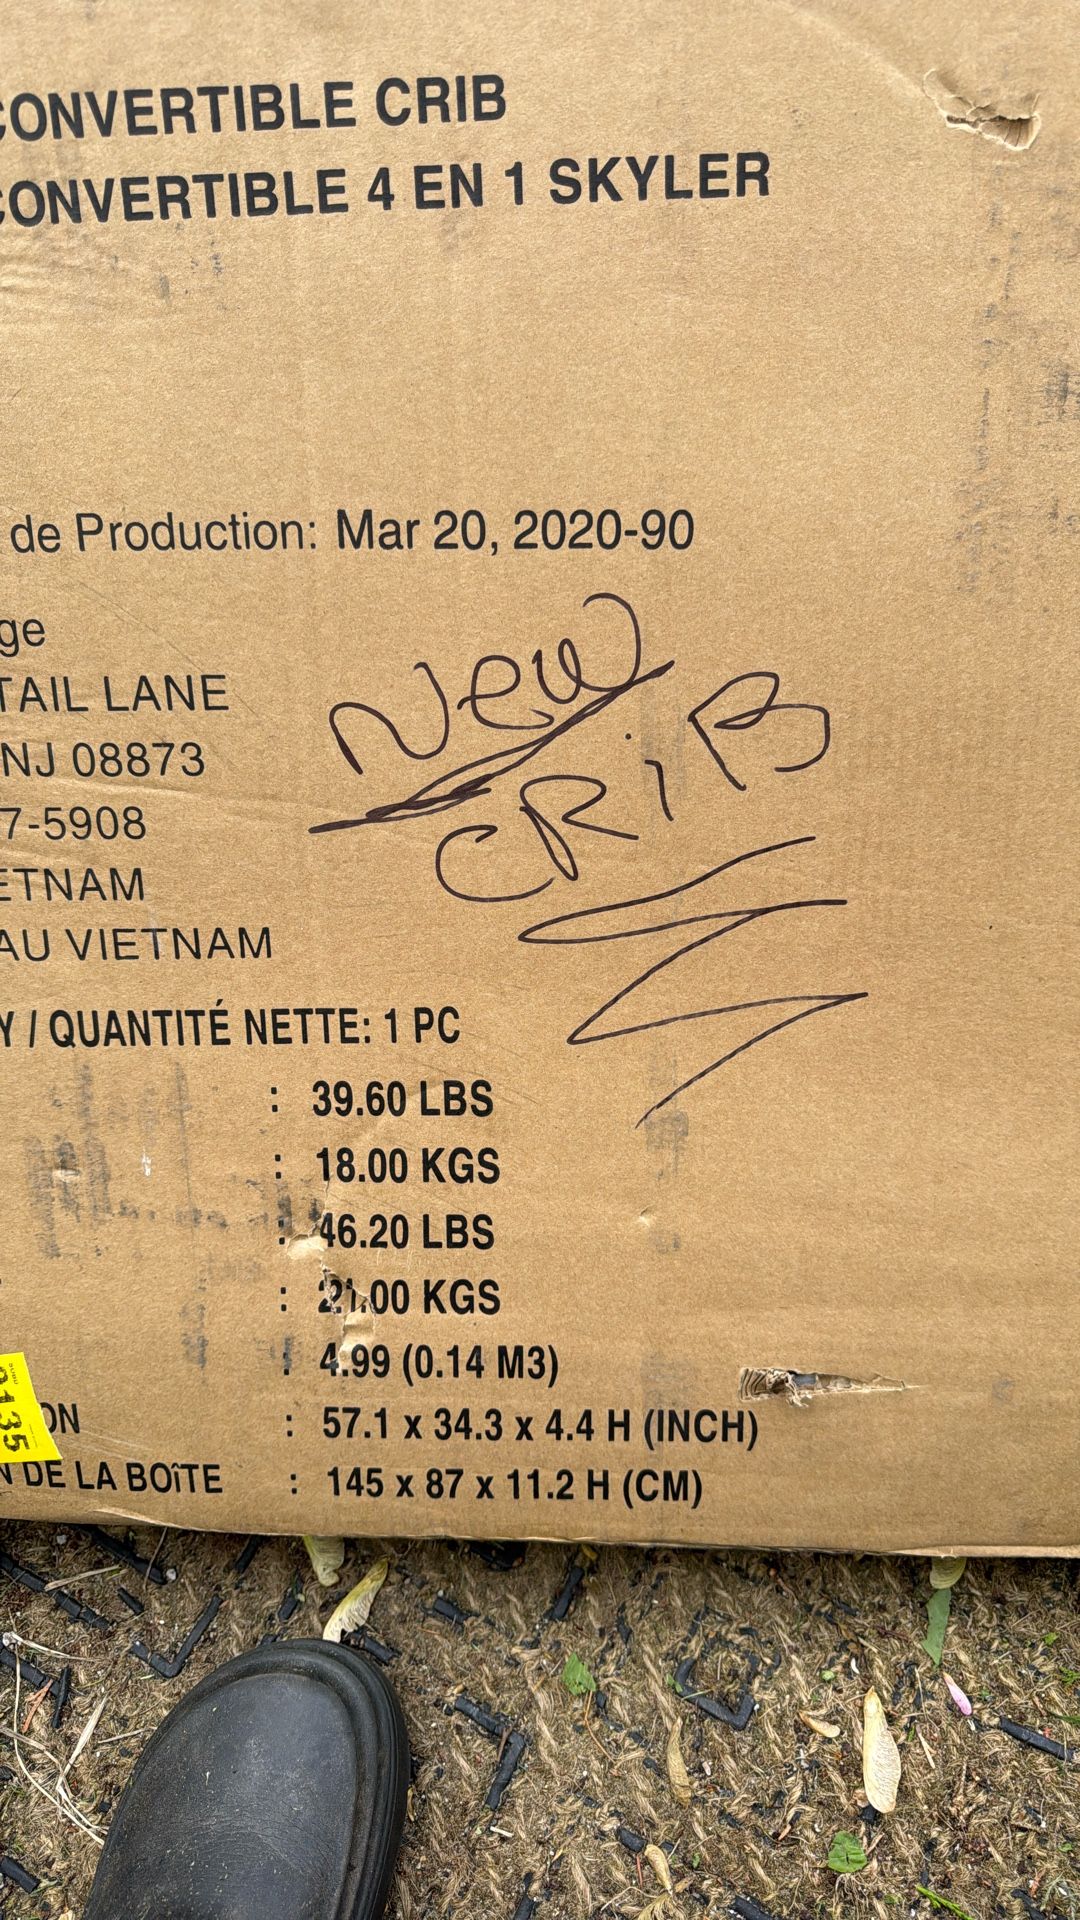 CONVERTIBLE CRIB
CONVERTIBLE 4 EN 1 SKYLER
de Production: Mar 20, 2020-90
ge
TAIL LANE
NJ 08873
7-5908
ETNAM
AU VIETNAM
New
CRiB
Y / QUANTITÉ NETTE: 1 PC
: 39.60 LBS
: 18.00 KGS
: 46.20 LBS
: 21.00 KGS
: 4.99 (0.14 M3)
ON : 57.1 x 34.3 x 4.4 H (INCH)
N DE LA BOîTE : 145 x 87 x 11.2 H (CM)